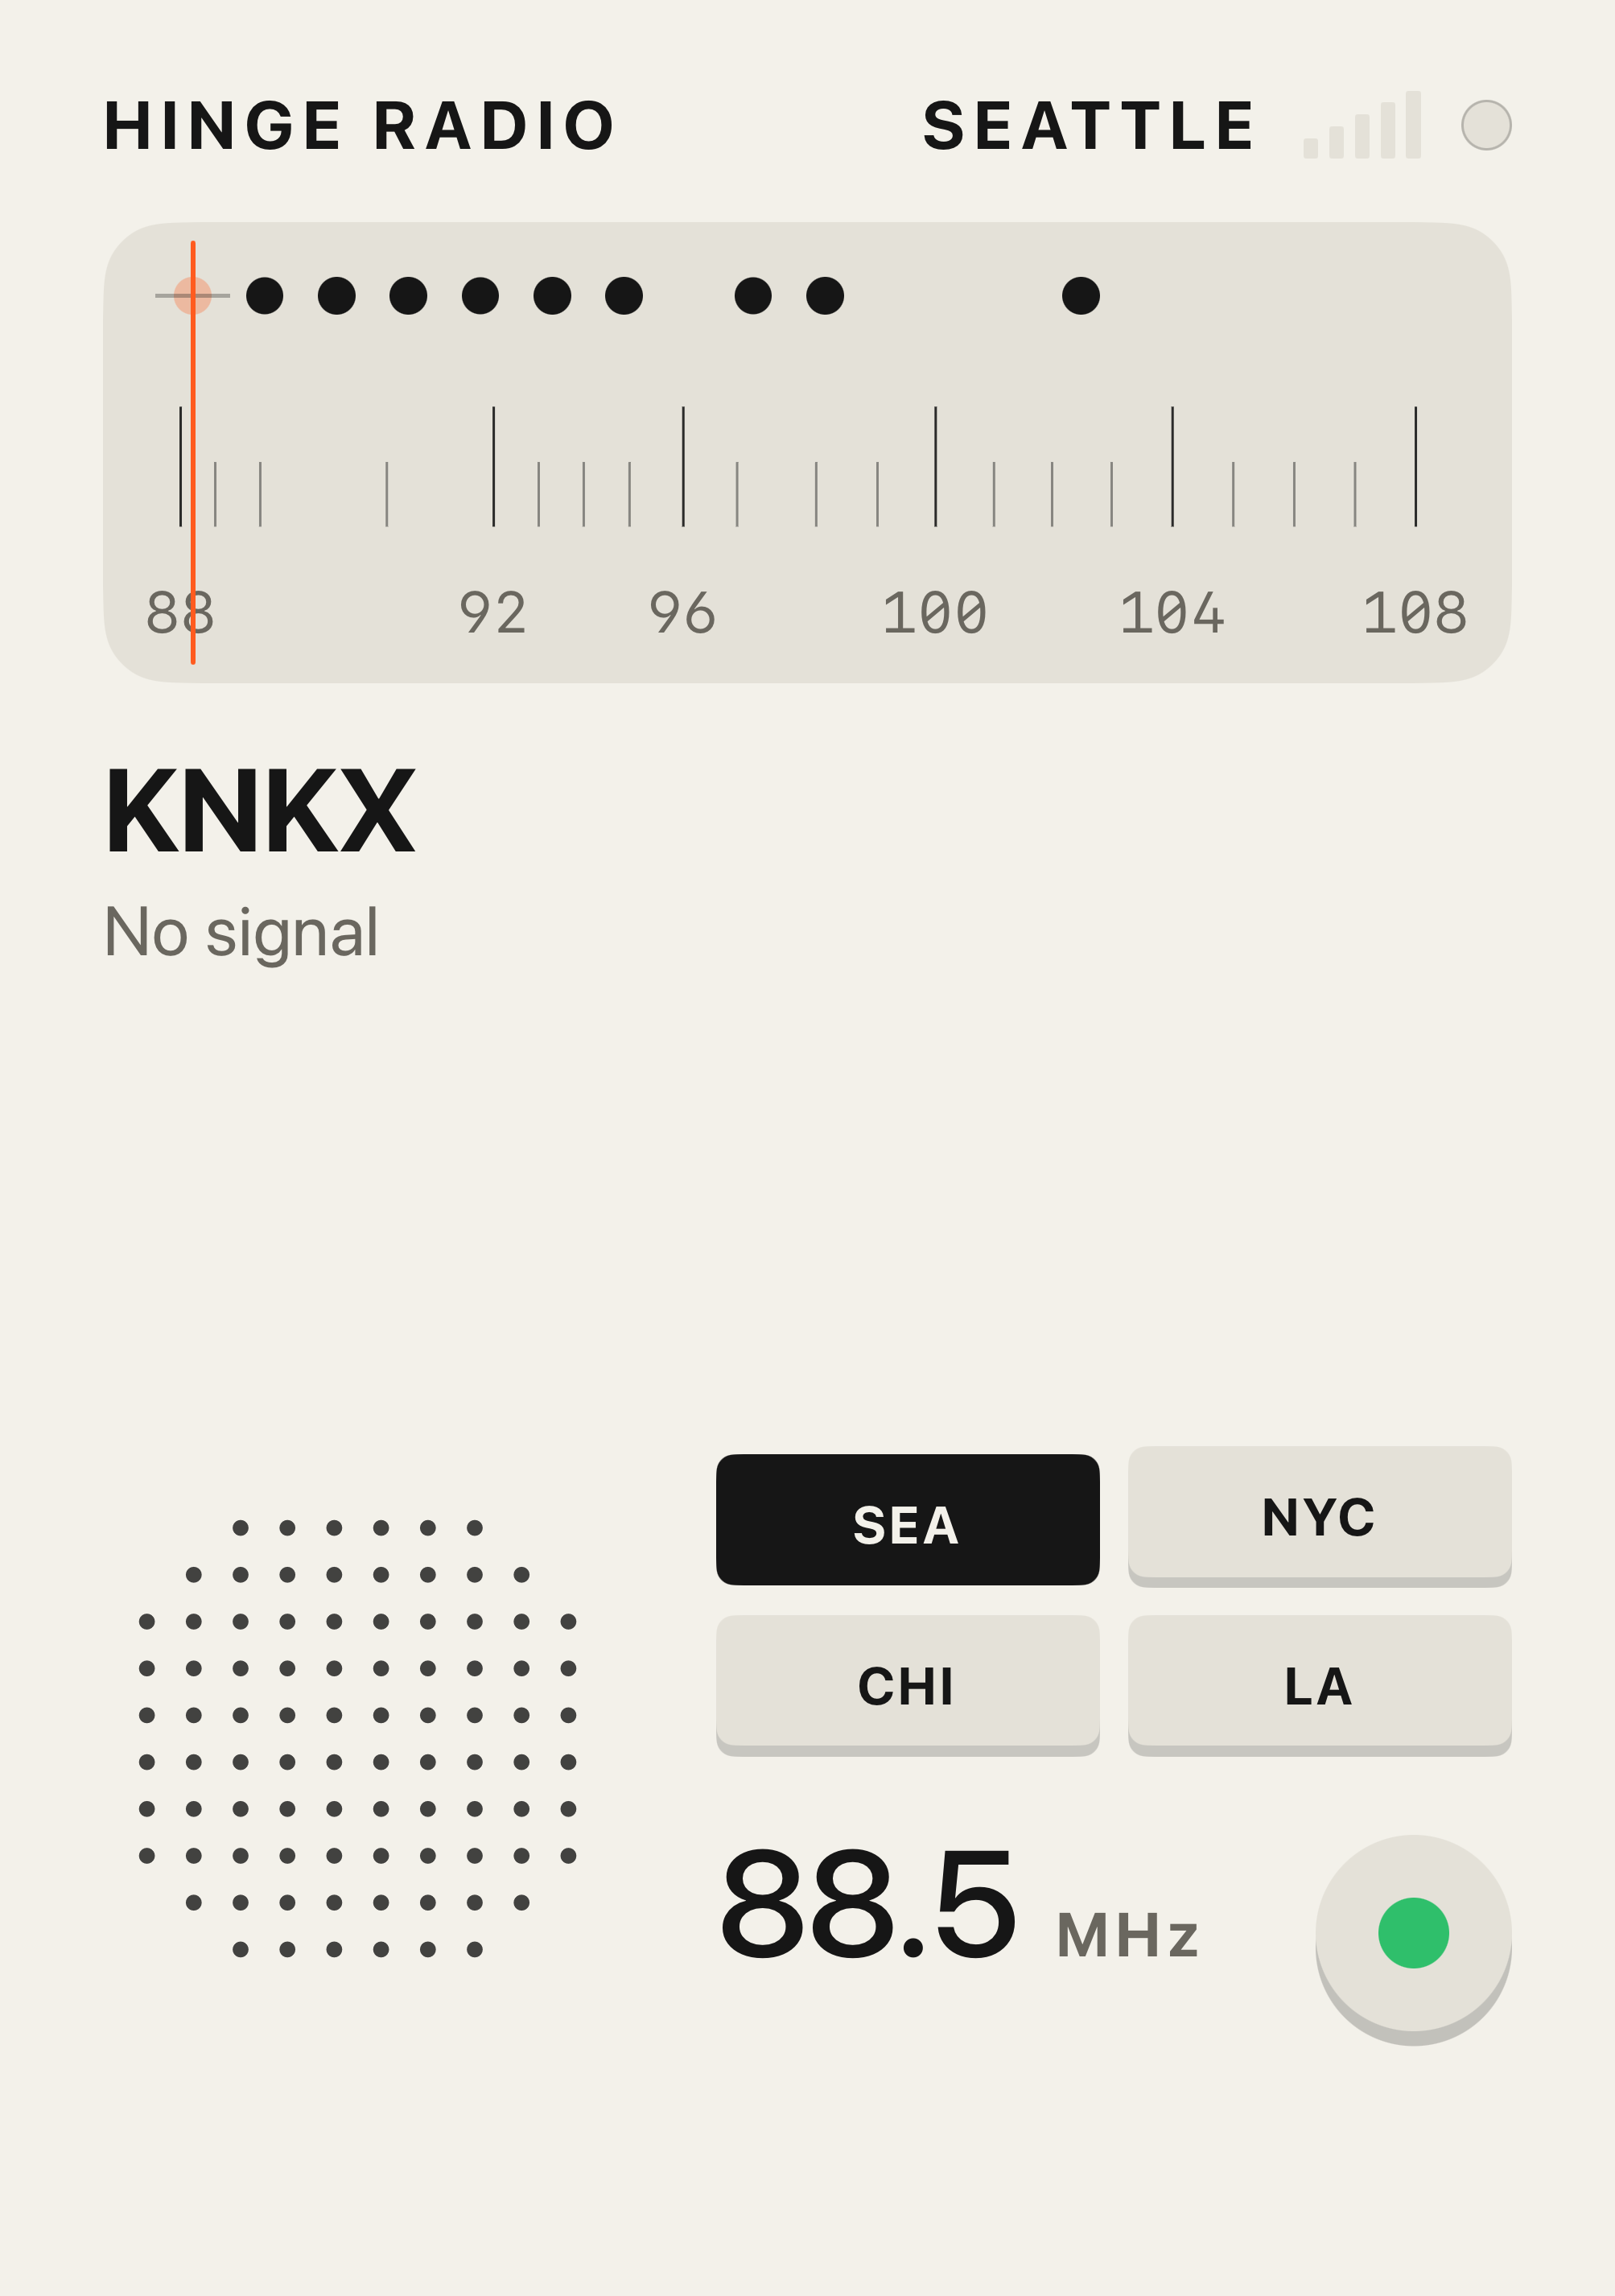 HINGE RADIO
SEATTLE
88 92 96 100 104 108
KNKX
No signal
SEA
NYC
CHI
LA
88.5 MHz